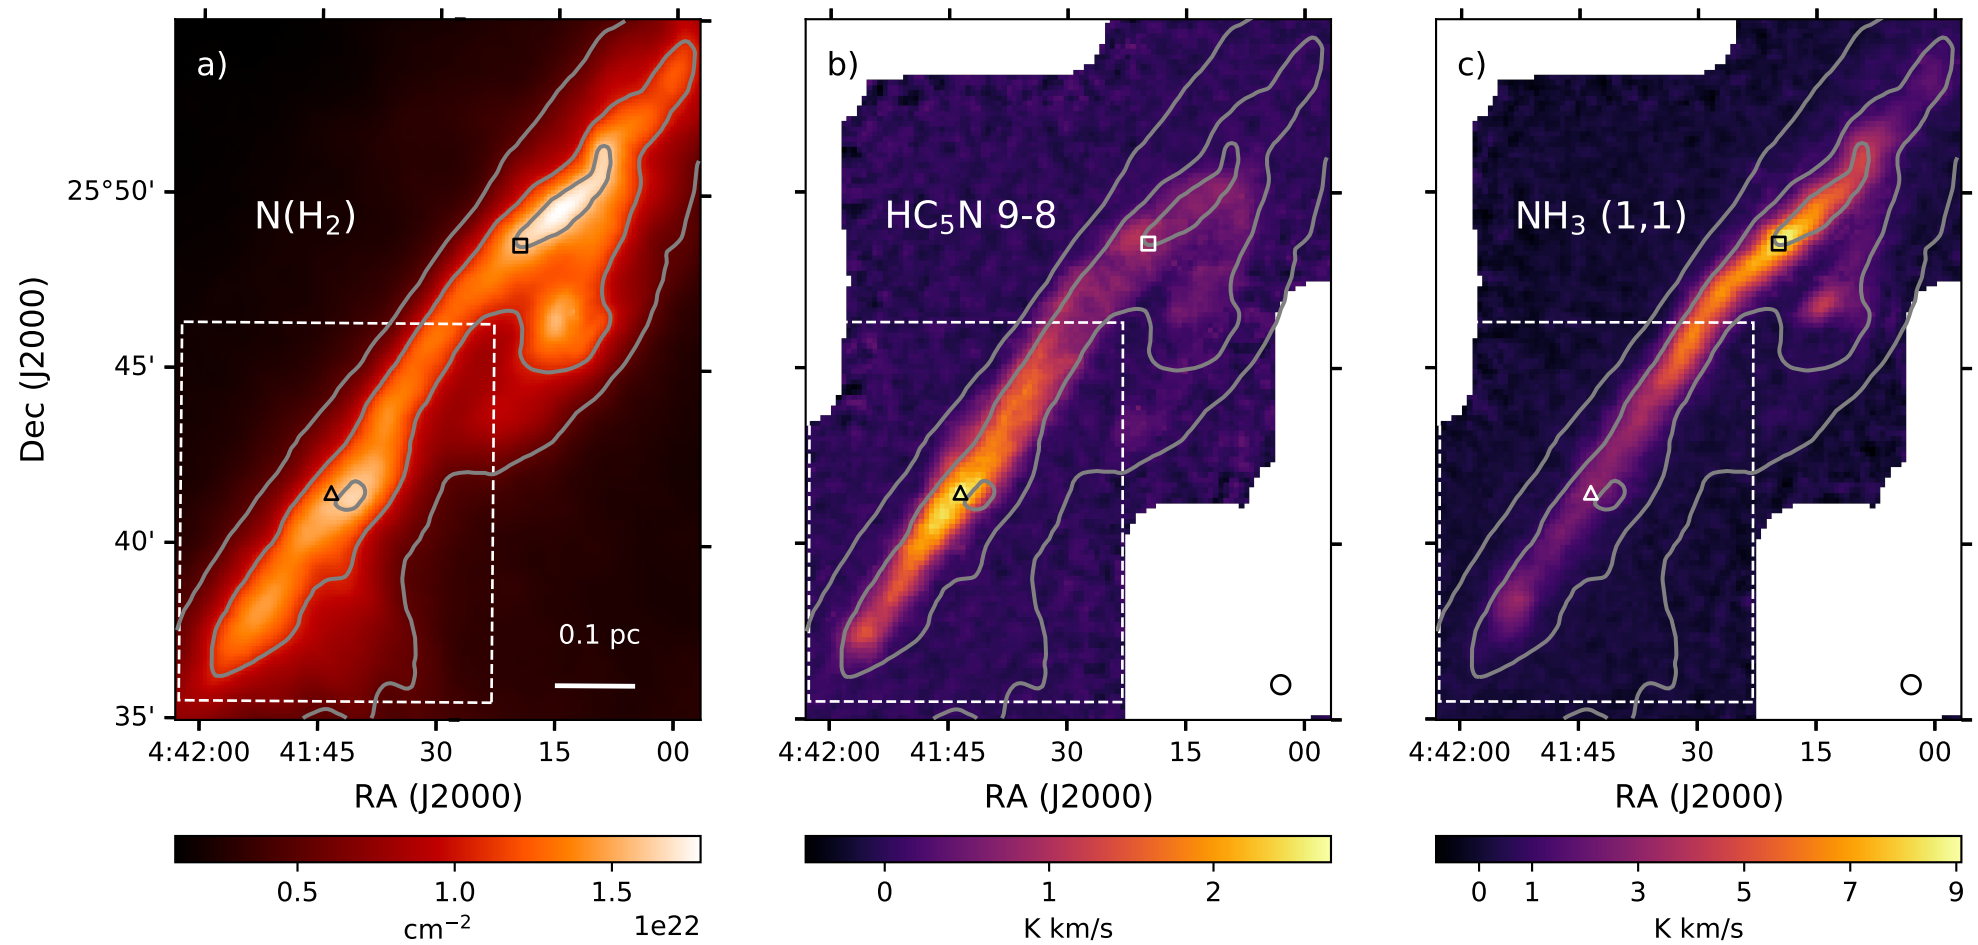 a)
N(H₂)
0.1 pc
25°50'
45'
40'
35'
Dec (J2000)
4:42:00 41:45 30 15 00
RA (J2000)
0.5 1.0 1.5
cm⁻² 1e22
b)
HC₅N 9-8
4:42:00 41:45 30 15 00
RA (J2000)
0 1 2
K km/s
c)
NH₃ (1,1)
4:42:00 41:45 30 15 00
RA (J2000)
0 1 3 5 7 9
K km/s